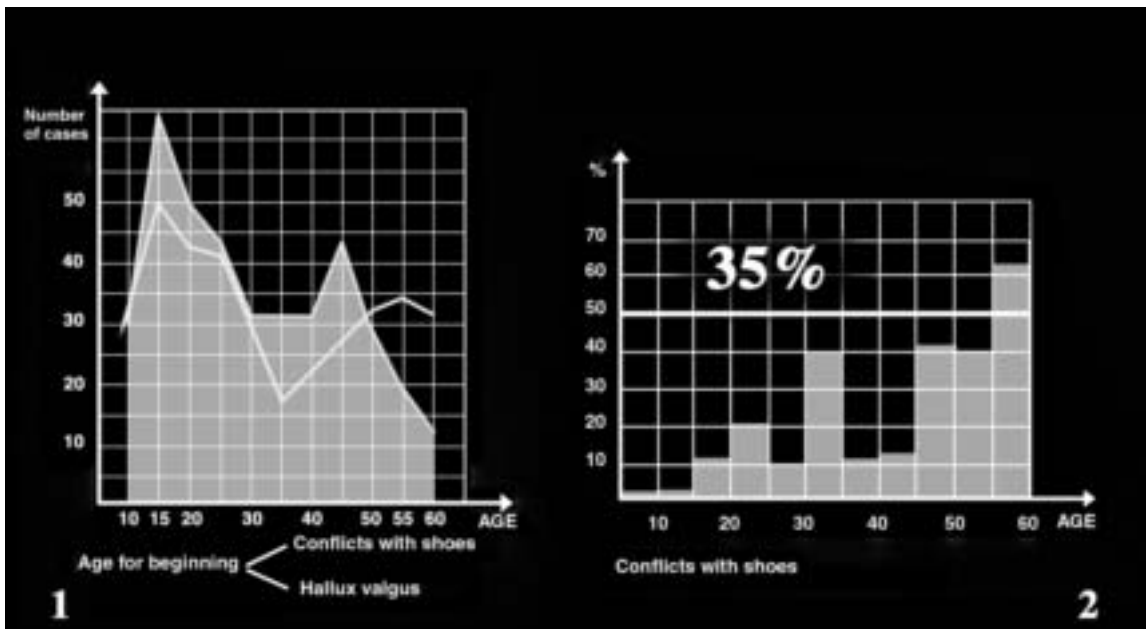 Number
of cases
50
40
30
20
10
10 15 20 30 40 50 55 60 AGE
Age for beginning
Conflicts with shoes
Hallux valgus
1
%
70
60
50
40
30
20
10
35%
10 20 30 40 50 60 AGE
Conflicts with shoes
2